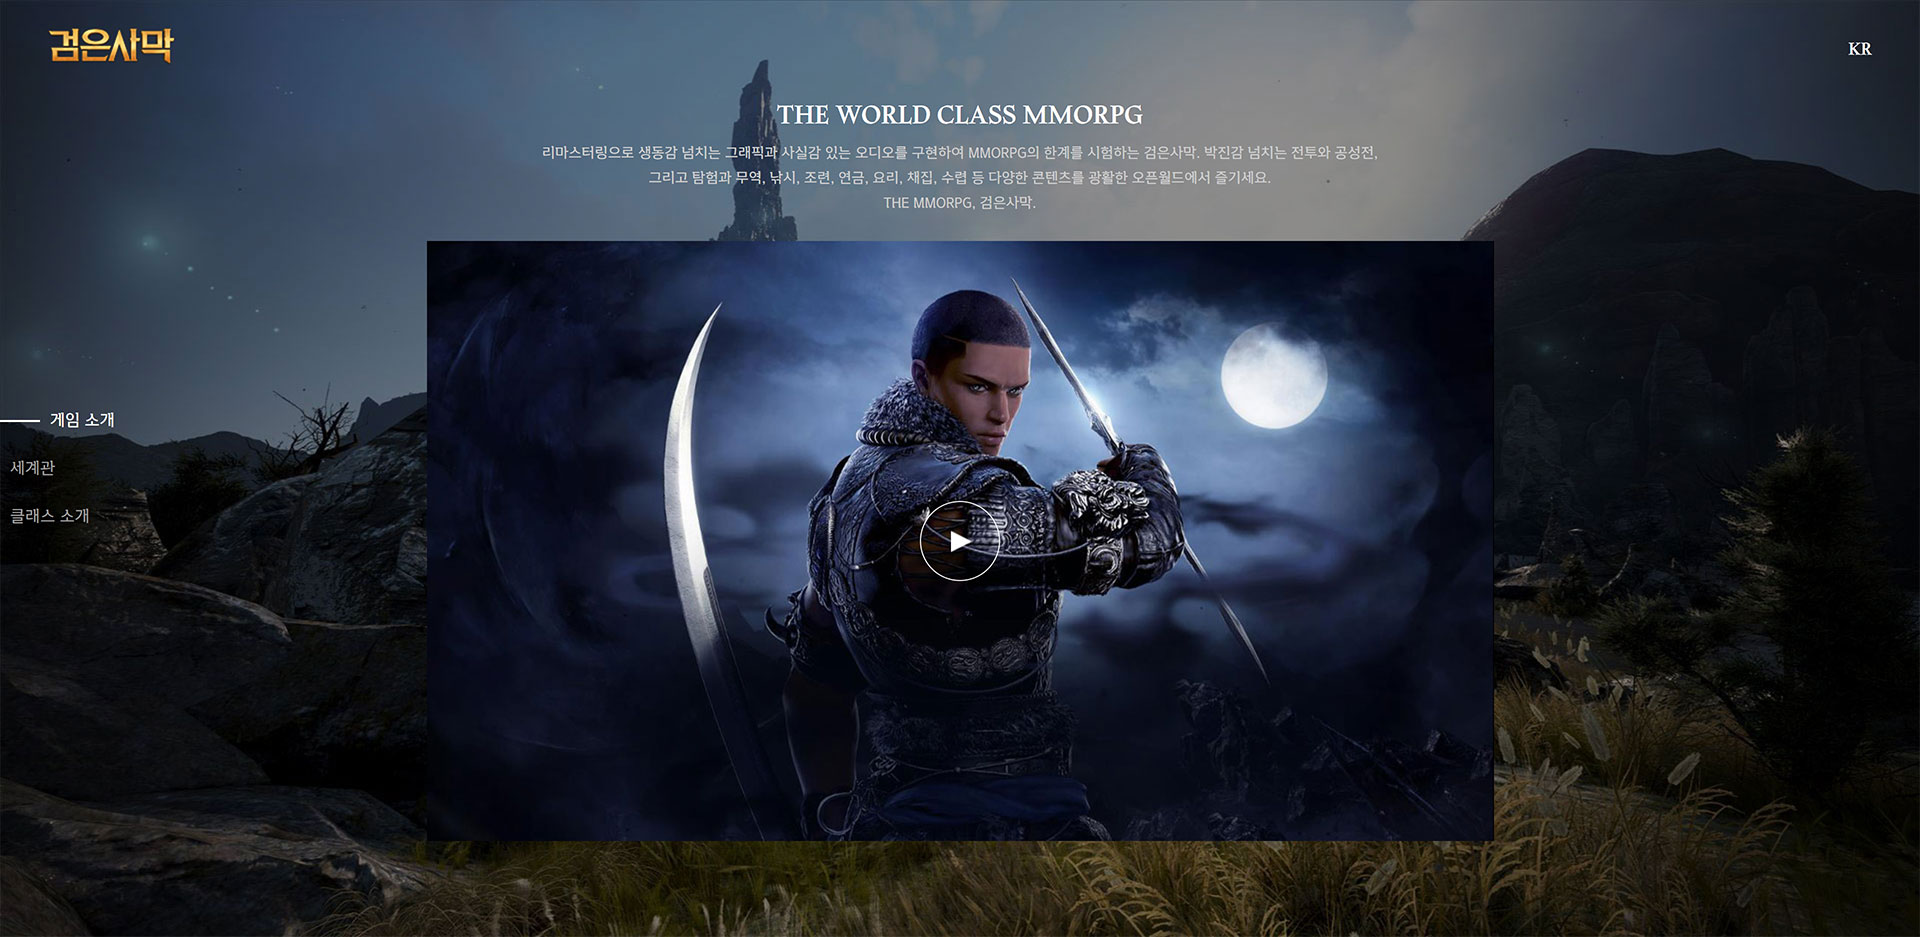 검은사막
KR
THE WORLD CLASS MMORPG
리마스터링으로 생동감 넘치는 그래픽과 사실감 있는 오디오를 구현하여 MMORPG의 한계를 시험하는 검은사막. 박진감 넘치는 전투와 공성전,
그리고 탐험과 무역, 낚시, 조련, 연금, 요리, 채집, 수렵 등 다양한 콘텐츠를 광활한 오픈월드에서 즐기세요.
THE MMORPG, 검은사막.
게임 소개
세계관
클래스 소개